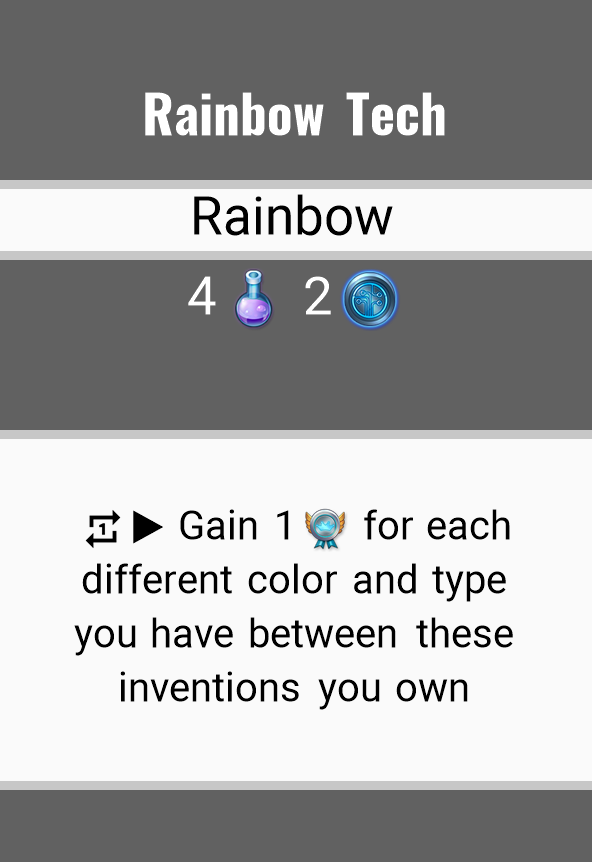 Rainbow Tech
Rainbow
4 2
1 Gain 1 for each
different color and type
you have between these
inventions you own